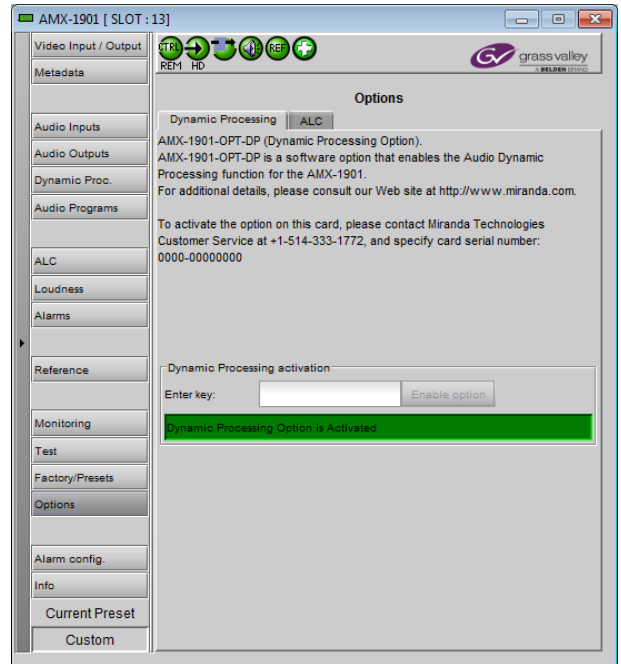 AMX-1901 [ SLOT : 13]
Video Input / Output
Metadata
Audio Inputs
Audio Outputs
Dynamic Proc.
Audio Programs
ALC
Loudness
Alarms
Reference
Monitoring
Test
Factory/Presets
Options
Alarm config.
Info
Current Preset
Custom
CTRL
REF
REM HD
grass valley
A BELDEN BRAND
Options
Dynamic Processing
ALC
AMX-1901-OPT-DP (Dynamic Processing Option).
AMX-1901-OPT-DP is a software option that enables the Audio Dynamic
Processing function for the AMX-1901.
For additional details, please consult our Web site at http://www.miranda.com.
To activate the option on this card, please contact Miranda Technologies
Customer Service at +1-514-333-1772, and specify card serial number:
0000-00000000
Dynamic Processing activation
Enter key:
Enable option
Dynamic Processing Option is Activated